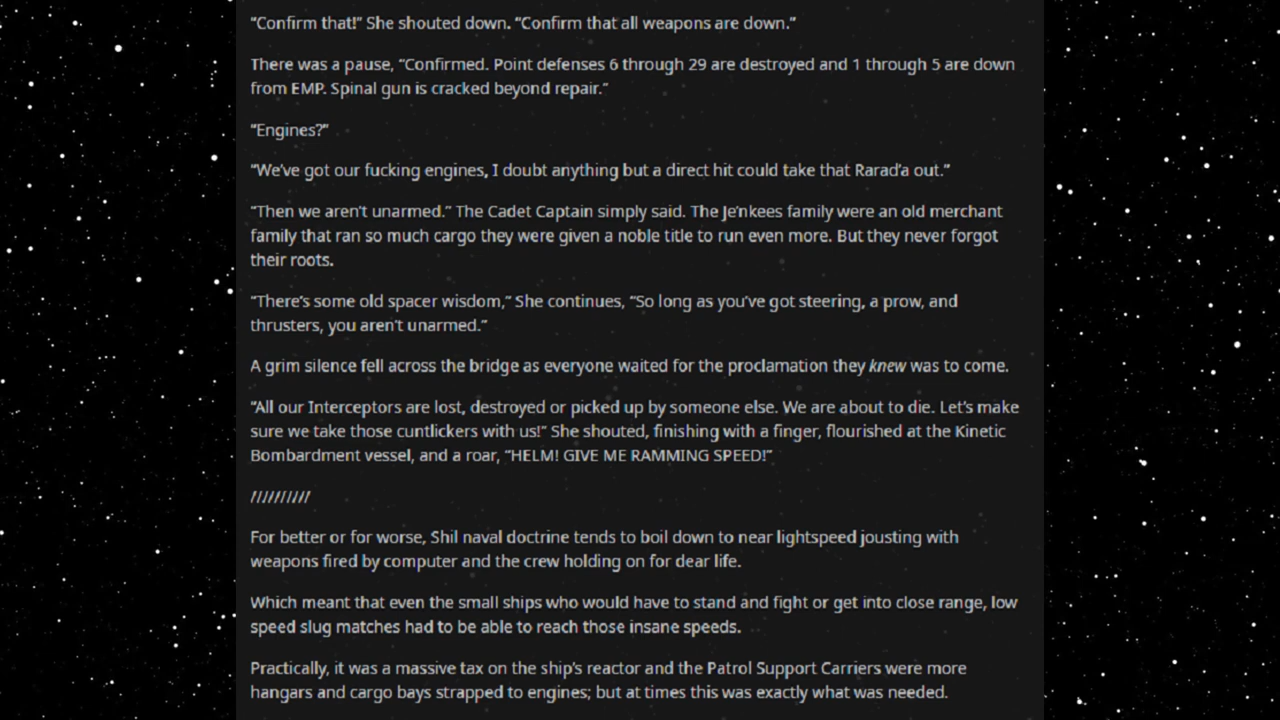 “Confirm that!” She shouted down. “Confirm that all weapons are down.”
There was a pause, “Confirmed. Point defenses 6 through 29 are destroyed and 1 through 5 are down
from EMP. Spinal gun is cracked beyond repair.”
“Engines?”
“We’ve got our fucking engines, I doubt anything but a direct hit could take that Rarad’a out.”
“Then we aren’t unarmed.” The Cadet Captain simply said. The Je’nkees family were an old merchant
family that ran so much cargo they were given a noble title to run even more. But they never forgot
their roots.
“There’s some old spacer wisdom,” She continues, “So long as you’ve got steering, a prow, and
thrusters, you aren’t unarmed.”
A grim silence fell across the bridge as everyone waited for the proclamation they knew was to come.
“All our Interceptors are lost, destroyed or picked up by someone else. We are about to die. Let’s make
sure we take those cuntlickers with us!” She shouted, finishing with a finger, flourished at the Kinetic
Bombardment vessel, and a roar, “HELM! GIVE ME RAMMING SPEED!”
//////////
For better or for worse, Shil naval doctrine tends to boil down to near lightspeed jousting with
weapons fired by computer and the crew holding on for dear life.
Which meant that even the small ships who would have to stand and fight or get into close range, low
speed slug matches had to be able to reach those insane speeds.
Practically, it was a massive tax on the ship’s reactor and the Patrol Support Carriers were more
hangars and cargo bays strapped to engines; but at times this was exactly what was needed.